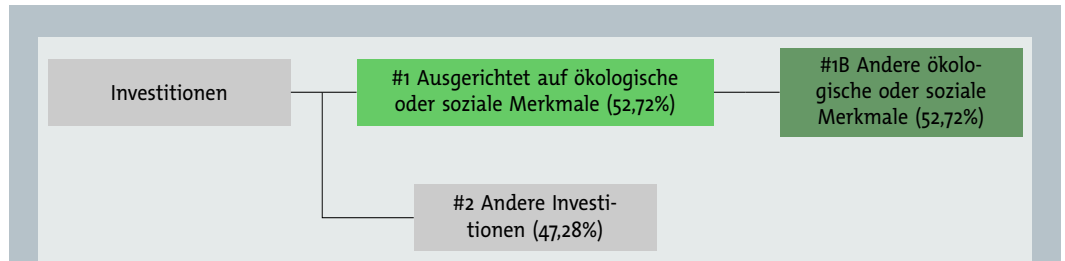 Investitionen
#1 Ausgerichtet auf ökologische
oder soziale Merkmale (52,72%)
#1B Andere ökolo-
gische oder soziale
Merkmale (52,72%)
#2 Andere Investi-
tionen (47,28%)